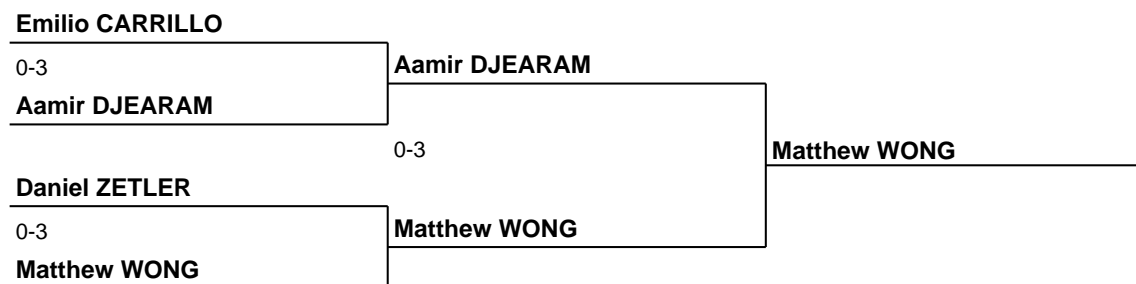 Emilio CARRILLO
0-3
Aamir DJEARAM
Aamir DJEARAM
0-3
Matthew WONG
Daniel ZETLER
0-3
Matthew WONG
Matthew WONG